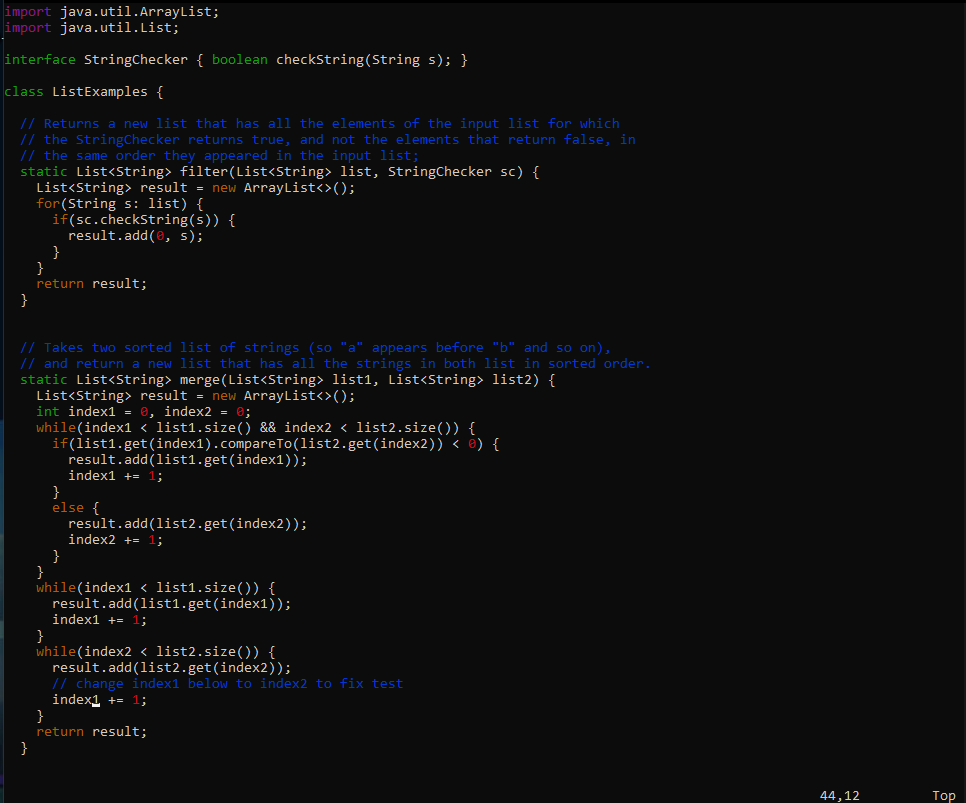 import java.util.ArrayList;
import java.util.List;

interface StringChecker { boolean checkString(String s); }

class ListExamples {

  // Returns a new list that has all the elements of the input list for which
  // the StringChecker returns true, and not the elements that return false, in
  // the same order they appeared in the input list;
  static List<String> filter(List<String> list, StringChecker sc) {
    List<String> result = new ArrayList<>();
    for(String s: list) {
      if(sc.checkString(s)) {
        result.add(0, s);
      }
    }
    return result;
  }


  // Takes two sorted list of strings (so "a" appears before "b" and so on),
  // and return a new list that has all the strings in both list in sorted order.
  static List<String> merge(List<String> list1, List<String> list2) {
    List<String> result = new ArrayList<>();
    int index1 = 0, index2 = 0;
    while(index1 < list1.size() && index2 < list2.size()) {
      if(list1.get(index1).compareTo(list2.get(index2)) < 0) {
        result.add(list1.get(index1));
        index1 += 1;
      }
      else {
        result.add(list2.get(index2));
        index2 += 1;
      }
    }
    while(index1 < list1.size()) {
      result.add(list1.get(index1));
      index1 += 1;
    }
    while(index2 < list2.size()) {
      result.add(list2.get(index2));
      // change index1 below to index2 to fix test
      index1 += 1;
    }
    return result;
  }
44,12 Top